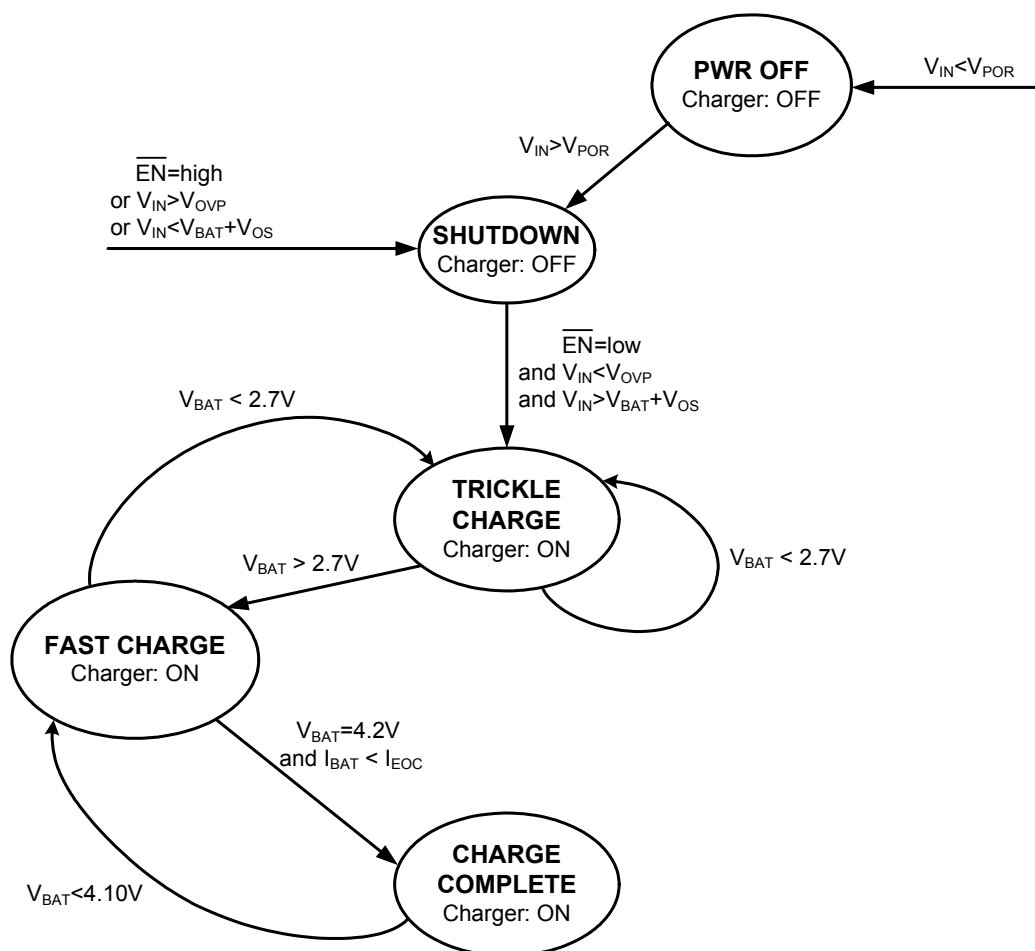 PWR OFF
Charger: OFF
V_IN<V_POR
V_IN>V_POR
E̅N̅=high
or V_IN>V_OVP
or V_IN<V_BAT+V_OS
SHUTDOWN
Charger: OFF
E̅N̅=low
and V_IN<V_OVP
and V_IN>V_BAT+V_OS
V_BAT < 2.7V
TRICKLE
CHARGE
Charger: ON
V_BAT < 2.7V
V_BAT > 2.7V
FAST CHARGE
Charger: ON
V_BAT=4.2V
and I_BAT < I_EOC
CHARGE
COMPLETE
Charger: ON
V_BAT<4.10V